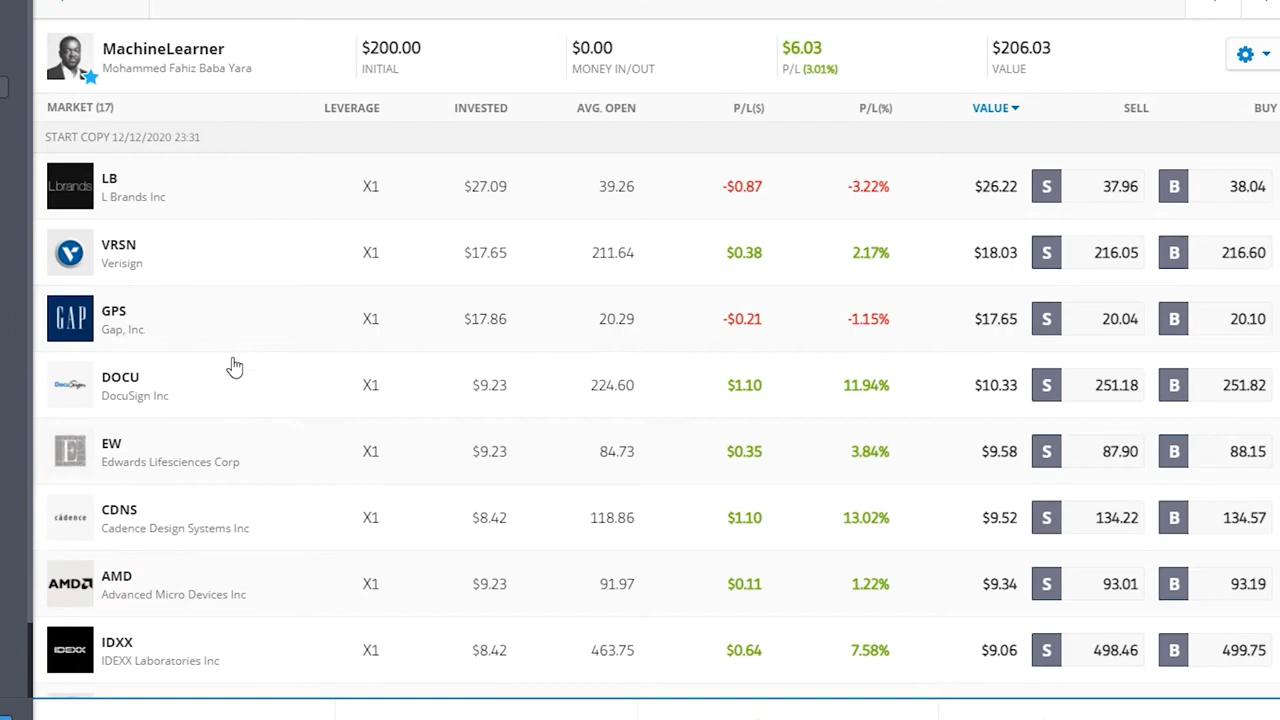 MachineLearner
Mohammed Fahiz Baba Yara
$200.00
INITIAL
$0.00
MONEY IN/OUT
$6.03
P/L (3.01%)
$206.03
VALUE
MARKET (17) LEVERAGE INVESTED AVG. OPEN P/L($) P/L(%) VALUE SELL BUY
START COPY 12/12/2020 23:31
Lbrands
LB
L Brands Inc
X1 $27.09 39.26 -$0.87 -3.22% $26.22 S 37.96 B 38.04
VRSN
Verisign
X1 $17.65 211.64 $0.38 2.17% $18.03 S 216.05 B 216.60
GAP
GPS
Gap, Inc.
X1 $17.86 20.29 -$0.21 -1.15% $17.65 S 20.04 B 20.10
DocuSign
DOCU
DocuSign Inc
X1 $9.23 224.60 $1.10 11.94% $10.33 S 251.18 B 251.82
E
EW
Edwards Lifesciences Corp
X1 $9.23 84.73 $0.35 3.84% $9.58 S 87.90 B 88.15
cādence
CDNS
Cadence Design Systems Inc
X1 $8.42 118.86 $1.10 13.02% $9.52 S 134.22 B 134.57
AMD
AMD
Advanced Micro Devices Inc
X1 $9.23 91.97 $0.11 1.22% $9.34 S 93.01 B 93.19
IDEXX
IDXX
IDEXX Laboratories Inc
X1 $8.42 463.75 $0.64 7.58% $9.06 S 498.46 B 499.75